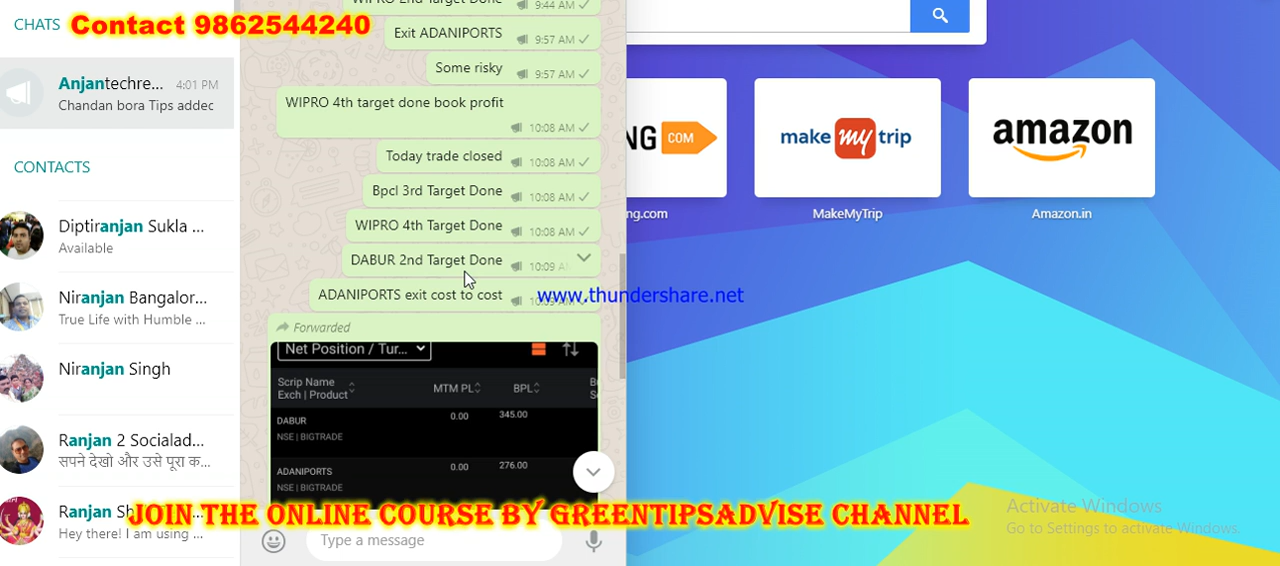 CHATS
Contact 9862544240
Anjantechre... 4:01 PM
Chandan bora Tips addec
CONTACTS
Diptiranjan Sukla ...
Available
Niranjan Bangalor...
True Life with Humble ...
Niranjan Singh
Ranjan 2 Socialad...
सपने देखो और उसे पूरा क...
Ranjan Sh
Hey there! I am using ...
9:44 AM
Exit ADANIPORTS 9:57 AM
Some risky 9:57 AM
WIPRO 4th target done book profit
10:08 AM
Today trade closed 10:08 AM
Bpcl 3rd Target Done 10:08 AM
WIPRO 4th Target Done 10:08 AM
DABUR 2nd Target Done 10:09 A
ADANIPORTS exit cost to cost
www.thundershare.net
Forwarded
Net Position / Tur...
Scrip Name
Exch | Product
MTM PL
BPL
DABUR 0.00 345.00
NSE | BIGTRADE
ADANIPORTS 0.00 276.00
NSE | BIGTRADE
JOIN THE ONLINE COURSE BY GREENTIPSADVISE CHANNEL
Type a message
NG COM
ng.com
make my trip
MakeMyTrip
amazon
Amazon.in
Activate Windows
Go to Settings to activate Windows.